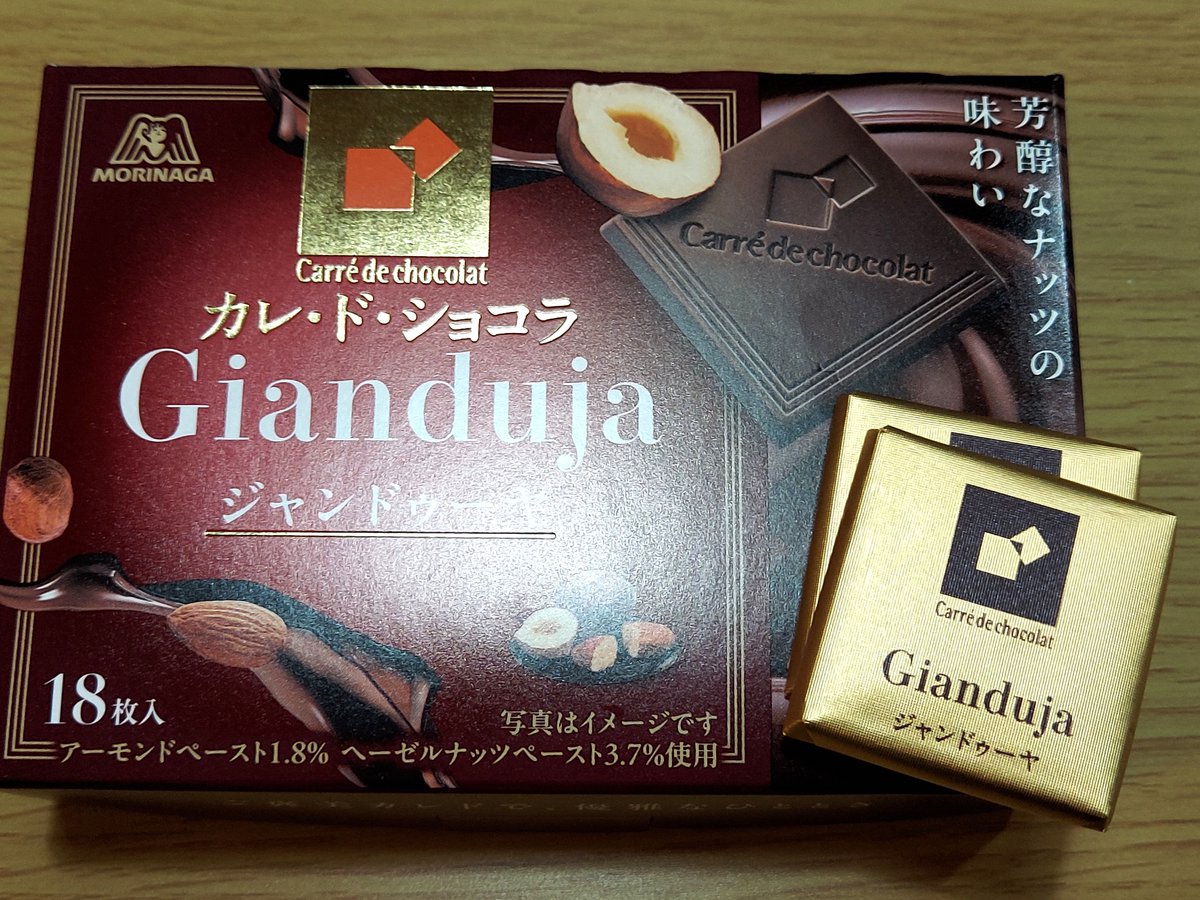 MORINAGA
Carré de chocolat
カレ・ド・ショコラ
Gianduja
ジャンドゥーヤ
18枚入
写真はイメージです
アーモンドペースト1.8% ヘーゼルナッツペースト3.7%使用
Carré de chocolat
芳醇なナッツの
味わい
Carré de chocolat
Gianduja
ジャンドゥーヤ